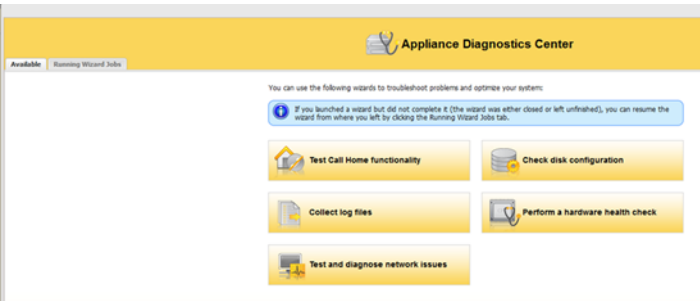 Appliance Diagnostics Center
Available Running Wizard Jobs
You can use the following wizards to troubleshoot problems and optimize your system:
If you launched a wizard but did not complete it (the wizard was either closed or left unfinished), you can resume the
wizard from where you left by clicking the Running Wizard Jobs tab.
Test Call Home functionality
Check disk configuration
Collect log files
Perform a hardware health check
Test and diagnose network issues